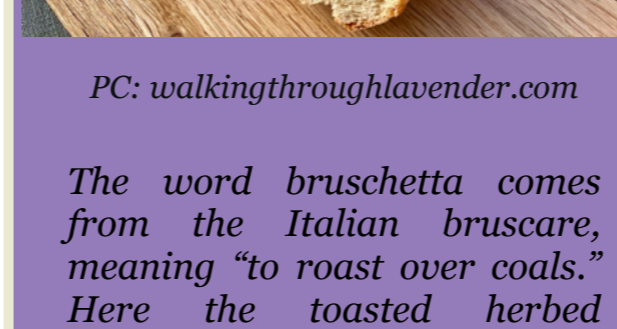 PC: walkingthroughlavender.com
The word bruschetta comes
from the Italian bruscare,
meaning “to roast over coals.”
Here the toasted herbed